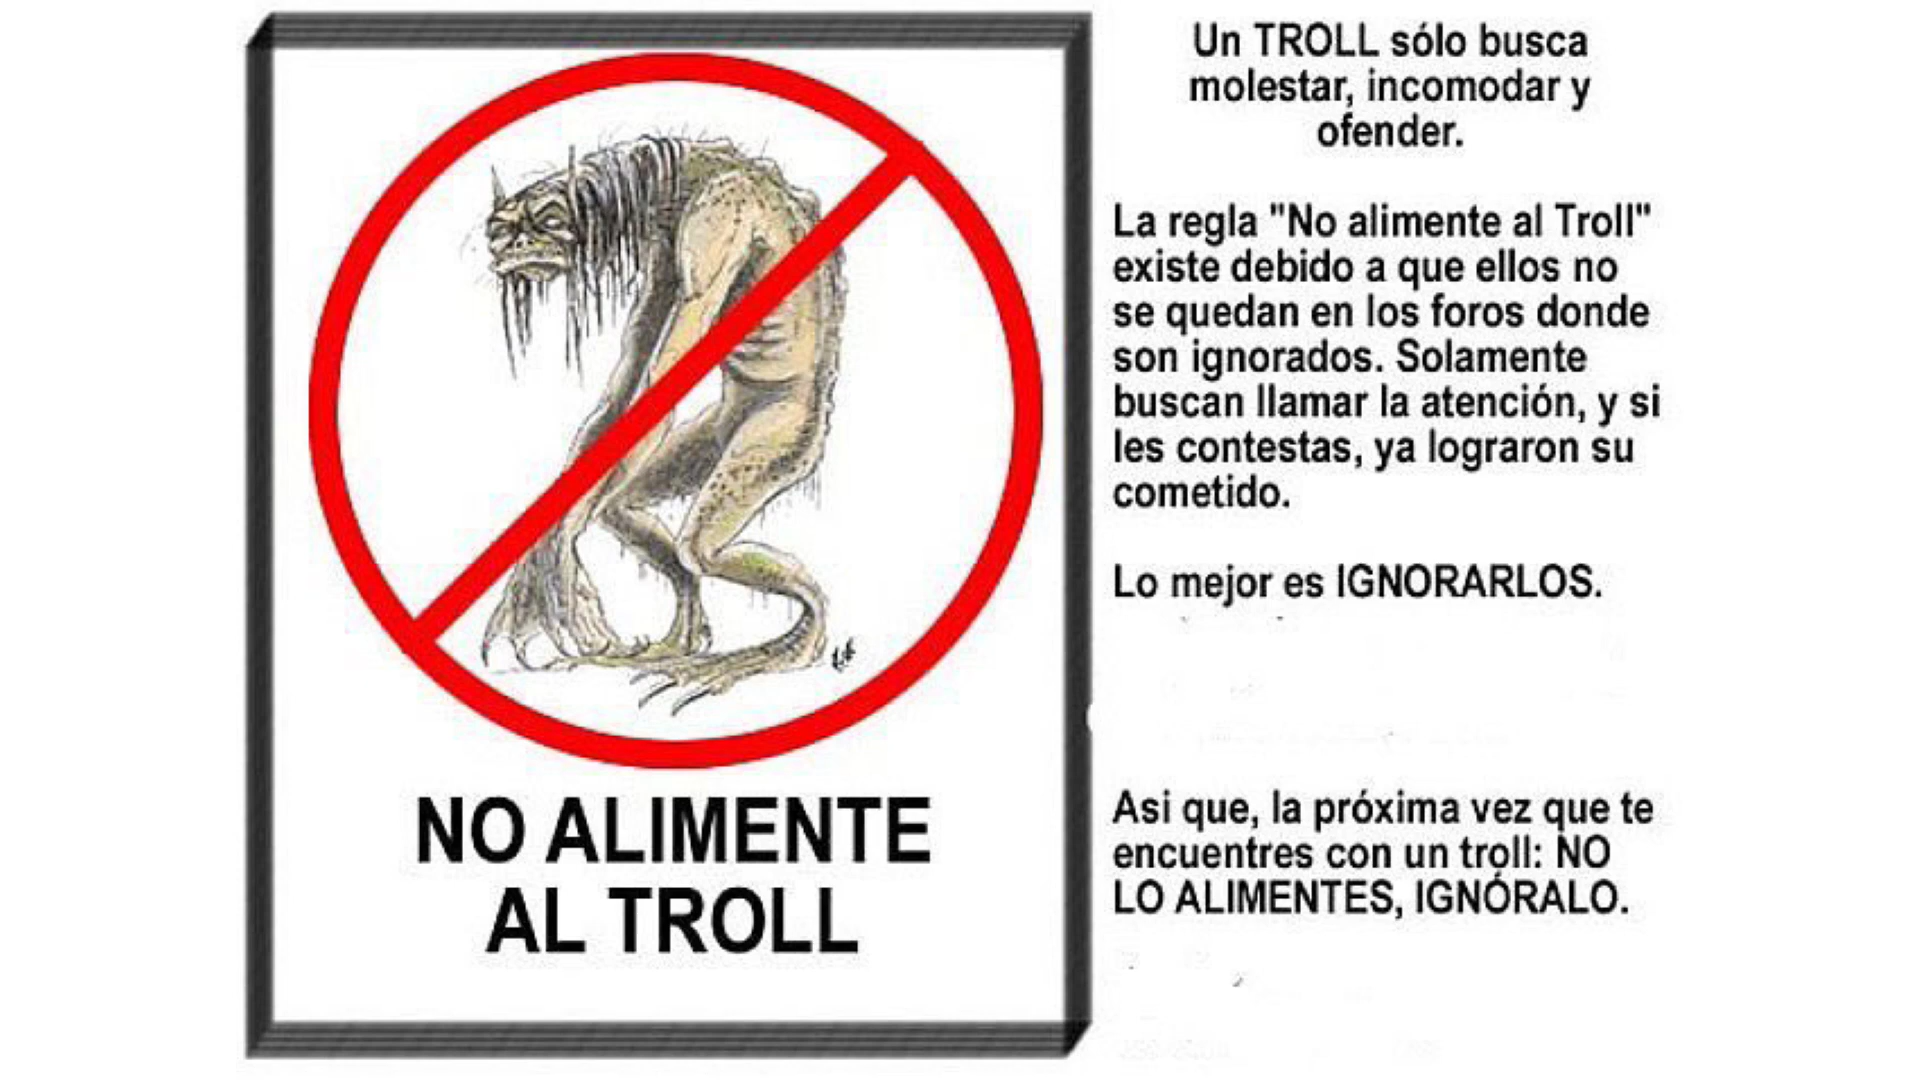 NO ALIMENTE
AL TROLL
Un TROLL sólo busca
molestar, incomodar y
ofender.
La regla "No alimente al Troll"
existe debido a que ellos no
se quedan en los foros donde
son ignorados. Solamente
buscan llamar la atención, y si
les contestas, ya lograron su
cometido.
Lo mejor es IGNORARLOS.
Asi que, la próxima vez que te
encuentres con un troll: NO
LO ALIMENTES, IGNÓRALO.